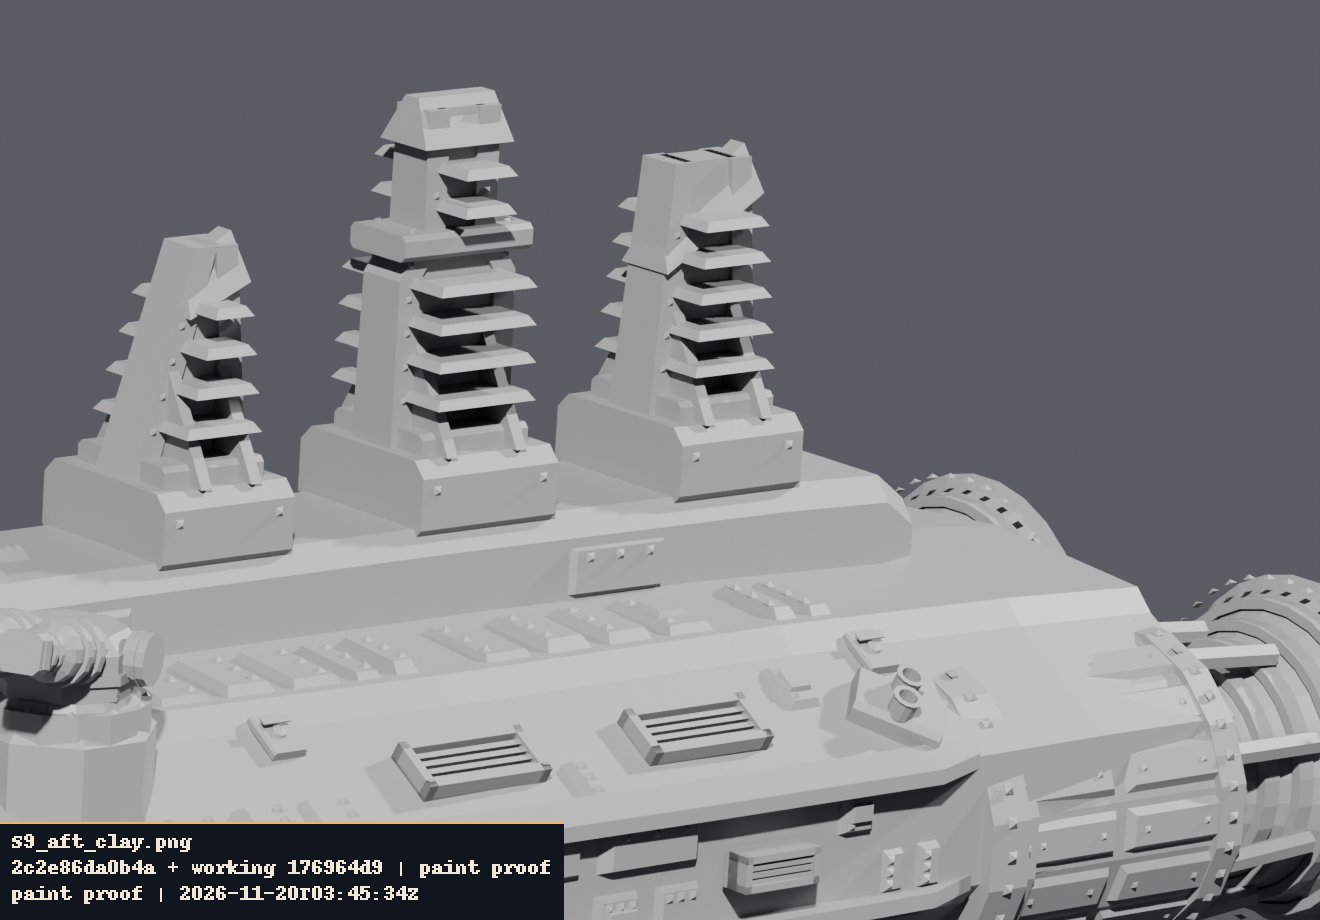 S9_aft_clay.png
2c2e86da0b4a + working 176964d9 | paint proof
paint proof | 2026-11-20T03:45:34Z